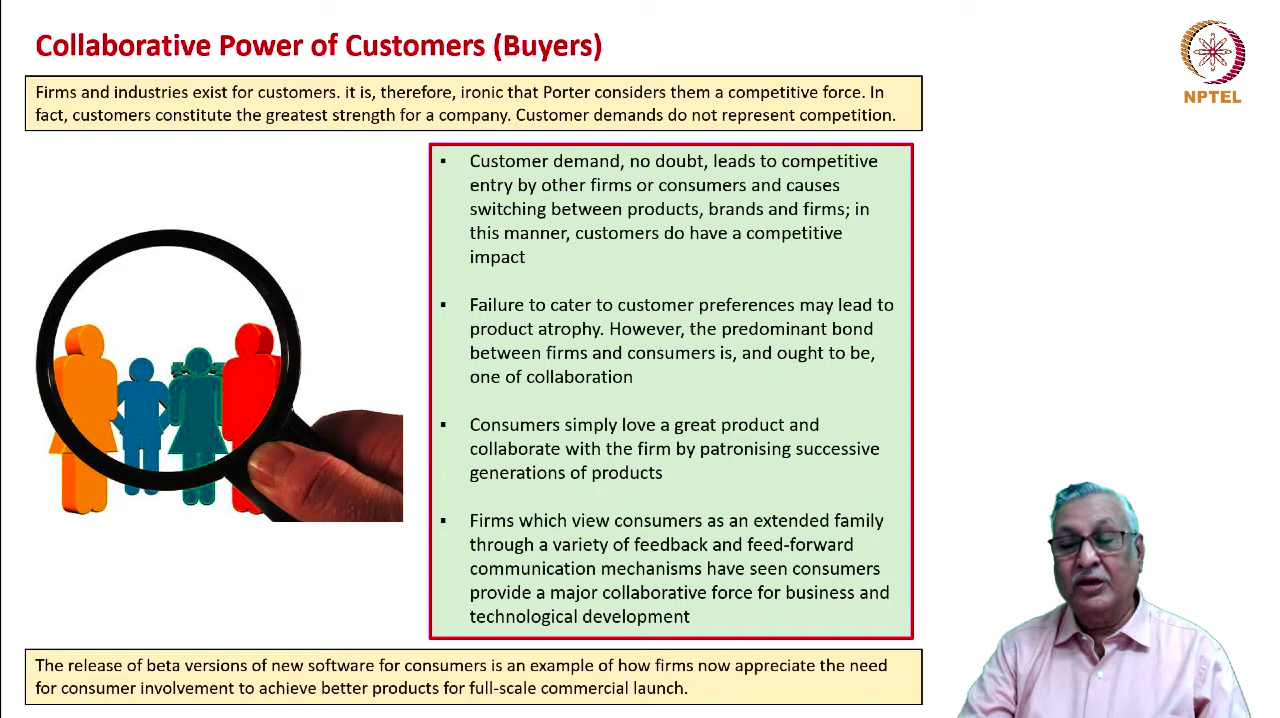 Collaborative Power of Customers (Buyers)
Firms and industries exist for customers. it is, therefore, ironic that Porter considers them a competitive force. In
fact, customers constitute the greatest strength for a company. Customer demands do not represent competition.
NPTEL
▪ Customer demand, no doubt, leads to competitive
entry by other firms or consumers and causes
switching between products, brands and firms; in
this manner, customers do have a competitive
impact
▪ Failure to cater to customer preferences may lead to
product atrophy. However, the predominant bond
between firms and consumers is, and ought to be,
one of collaboration
▪ Consumers simply love a great product and
collaborate with the firm by patronising successive
generations of products
▪ Firms which view consumers as an extended family
through a variety of feedback and feed-forward
communication mechanisms have seen consumers
provide a major collaborative force for business and
technological development
The release of beta versions of new software for consumers is an example of how firms now appreciate the need
for consumer involvement to achieve better products for full-scale commercial launch.